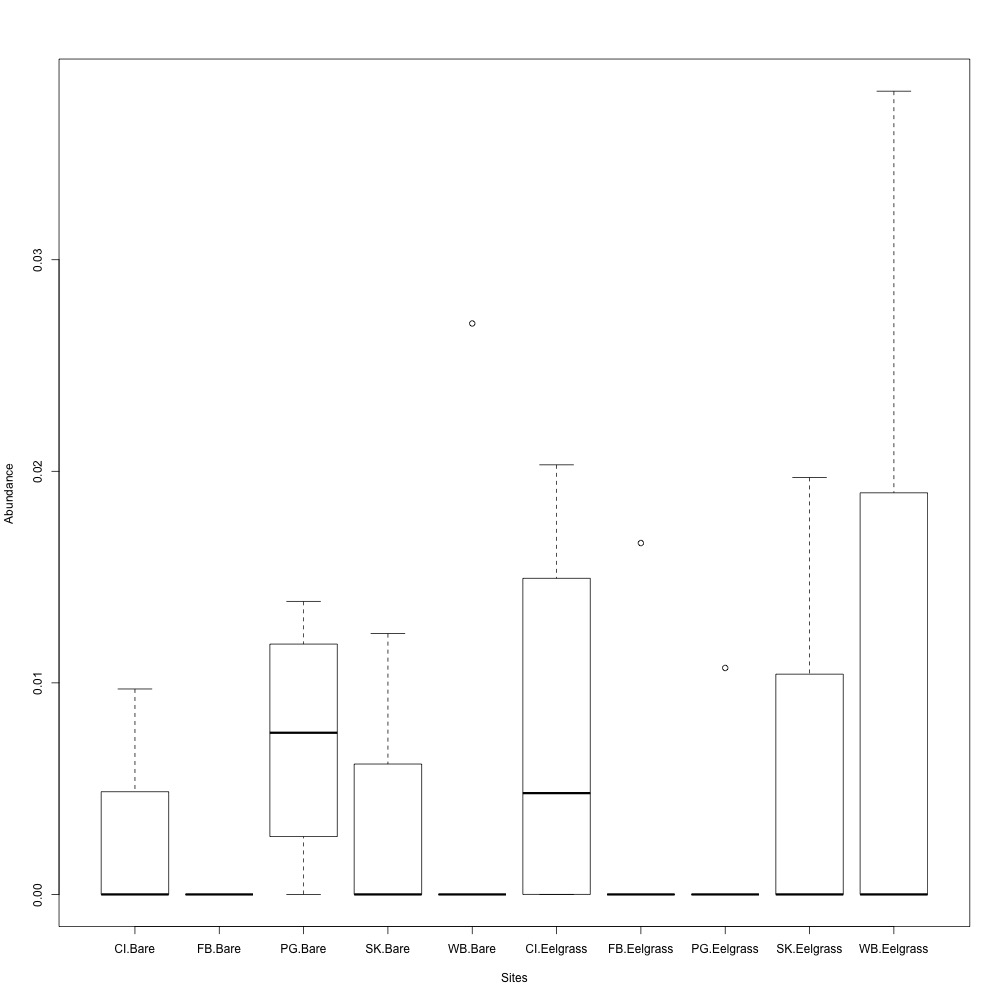 Abundance
0.03
0.02
0.01
0.00
CI.Bare FB.Bare PG.Bare SK.Bare WB.Bare CI.Eelgrass FB.Eelgrass PG.Eelgrass SK.Eelgrass WB.Eelgrass
Sites